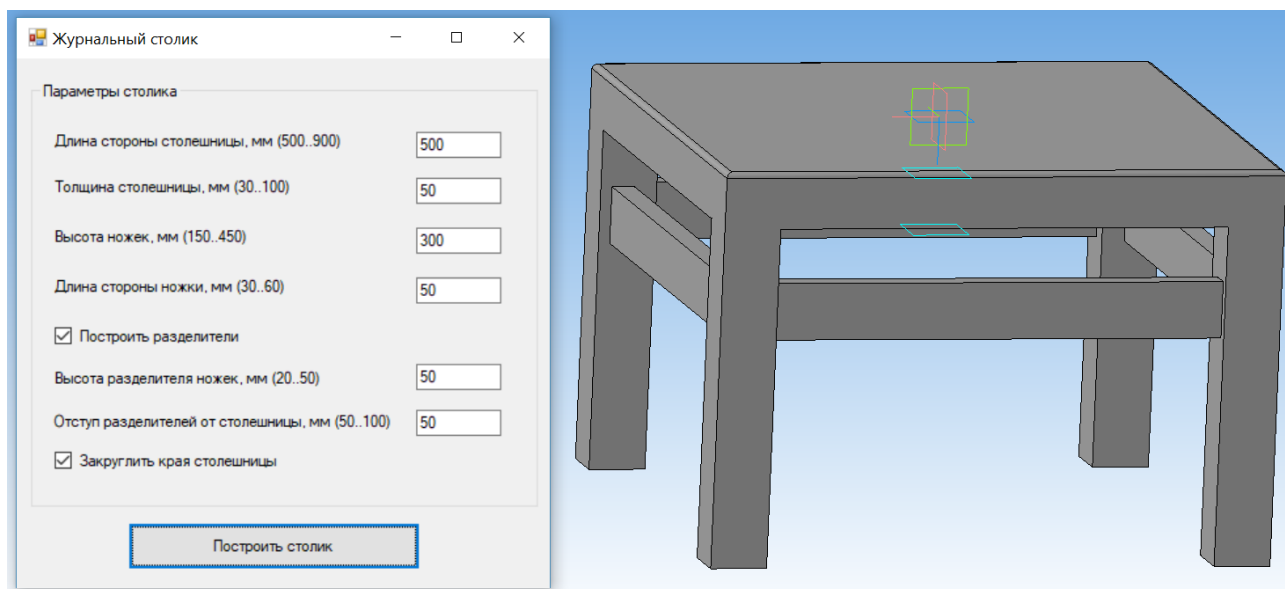 Журнальный столик
Параметры столика
Длина стороны столешницы, мм (500..900)
500
Толщина столешницы, мм (30..100)
50
Высота ножек, мм (150..450)
300
Длина стороны ножки, мм (30..60)
50
Построить разделители
Высота разделителя ножек, мм (20..50)
50
Отступ разделителей от столешницы, мм (50..100)
50
Закруглить края столешницы
Построить столик